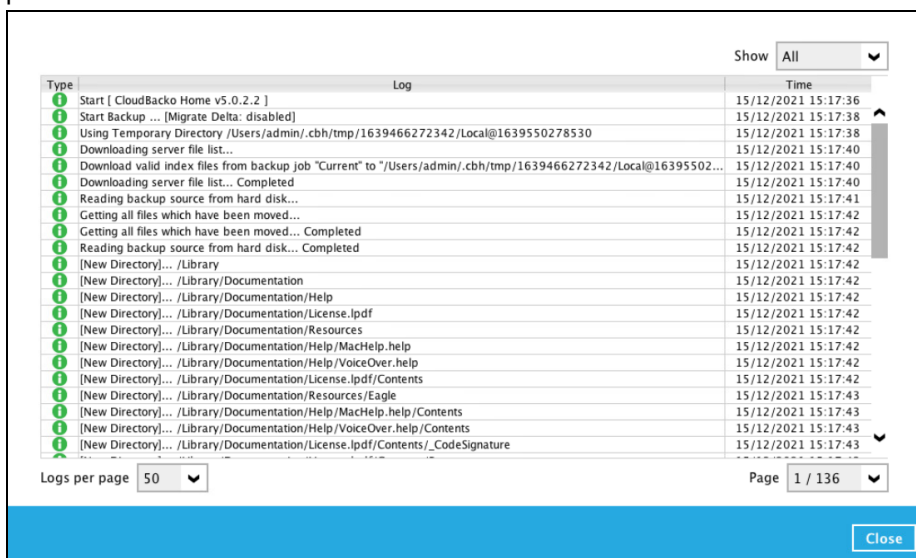 Show All
Type Log Time
Start [ CloudBacko Home v5.0.2.2 ] 15/12/2021 15:17:36
Start Backup ... [Migrate Delta: disabled] 15/12/2021 15:17:38
Using Temporary Directory /Users/admin/.cbh/tmp/1639466272342/Local@1639550278530 15/12/2021 15:17:38
Downloading server file list... 15/12/2021 15:17:40
Download valid index files from backup job "Current" to "/Users/admin/.cbh/tmp/1639466272342/Local@16395502... 15/12/2021 15:17:40
Downloading server file list... Completed 15/12/2021 15:17:40
Reading backup source from hard disk... 15/12/2021 15:17:41
Getting all files which have been moved... 15/12/2021 15:17:42
Getting all files which have been moved... Completed 15/12/2021 15:17:42
Reading backup source from hard disk... Completed 15/12/2021 15:17:42
[New Directory]... /Library 15/12/2021 15:17:42
[New Directory]... /Library/Documentation 15/12/2021 15:17:42
[New Directory]... /Library/Documentation/Help 15/12/2021 15:17:42
[New Directory]... /Library/Documentation/License.lpdf 15/12/2021 15:17:42
[New Directory]... /Library/Documentation/Resources 15/12/2021 15:17:42
[New Directory]... /Library/Documentation/Help/MacHelp.help 15/12/2021 15:17:42
[New Directory]... /Library/Documentation/Help/VoiceOver.help 15/12/2021 15:17:42
[New Directory]... /Library/Documentation/License.lpdf/Contents 15/12/2021 15:17:42
[New Directory]... /Library/Documentation/Resources/Eagle 15/12/2021 15:17:43
[New Directory]... /Library/Documentation/Help/MacHelp.help/Contents 15/12/2021 15:17:43
[New Directory]... /Library/Documentation/Help/VoiceOver.help/Contents 15/12/2021 15:17:43
[New Directory]... /Library/Documentation/License.lpdf/Contents/_CodeSignature 15/12/2021 15:17:43
Logs per page 50 Page 1 / 136
Close